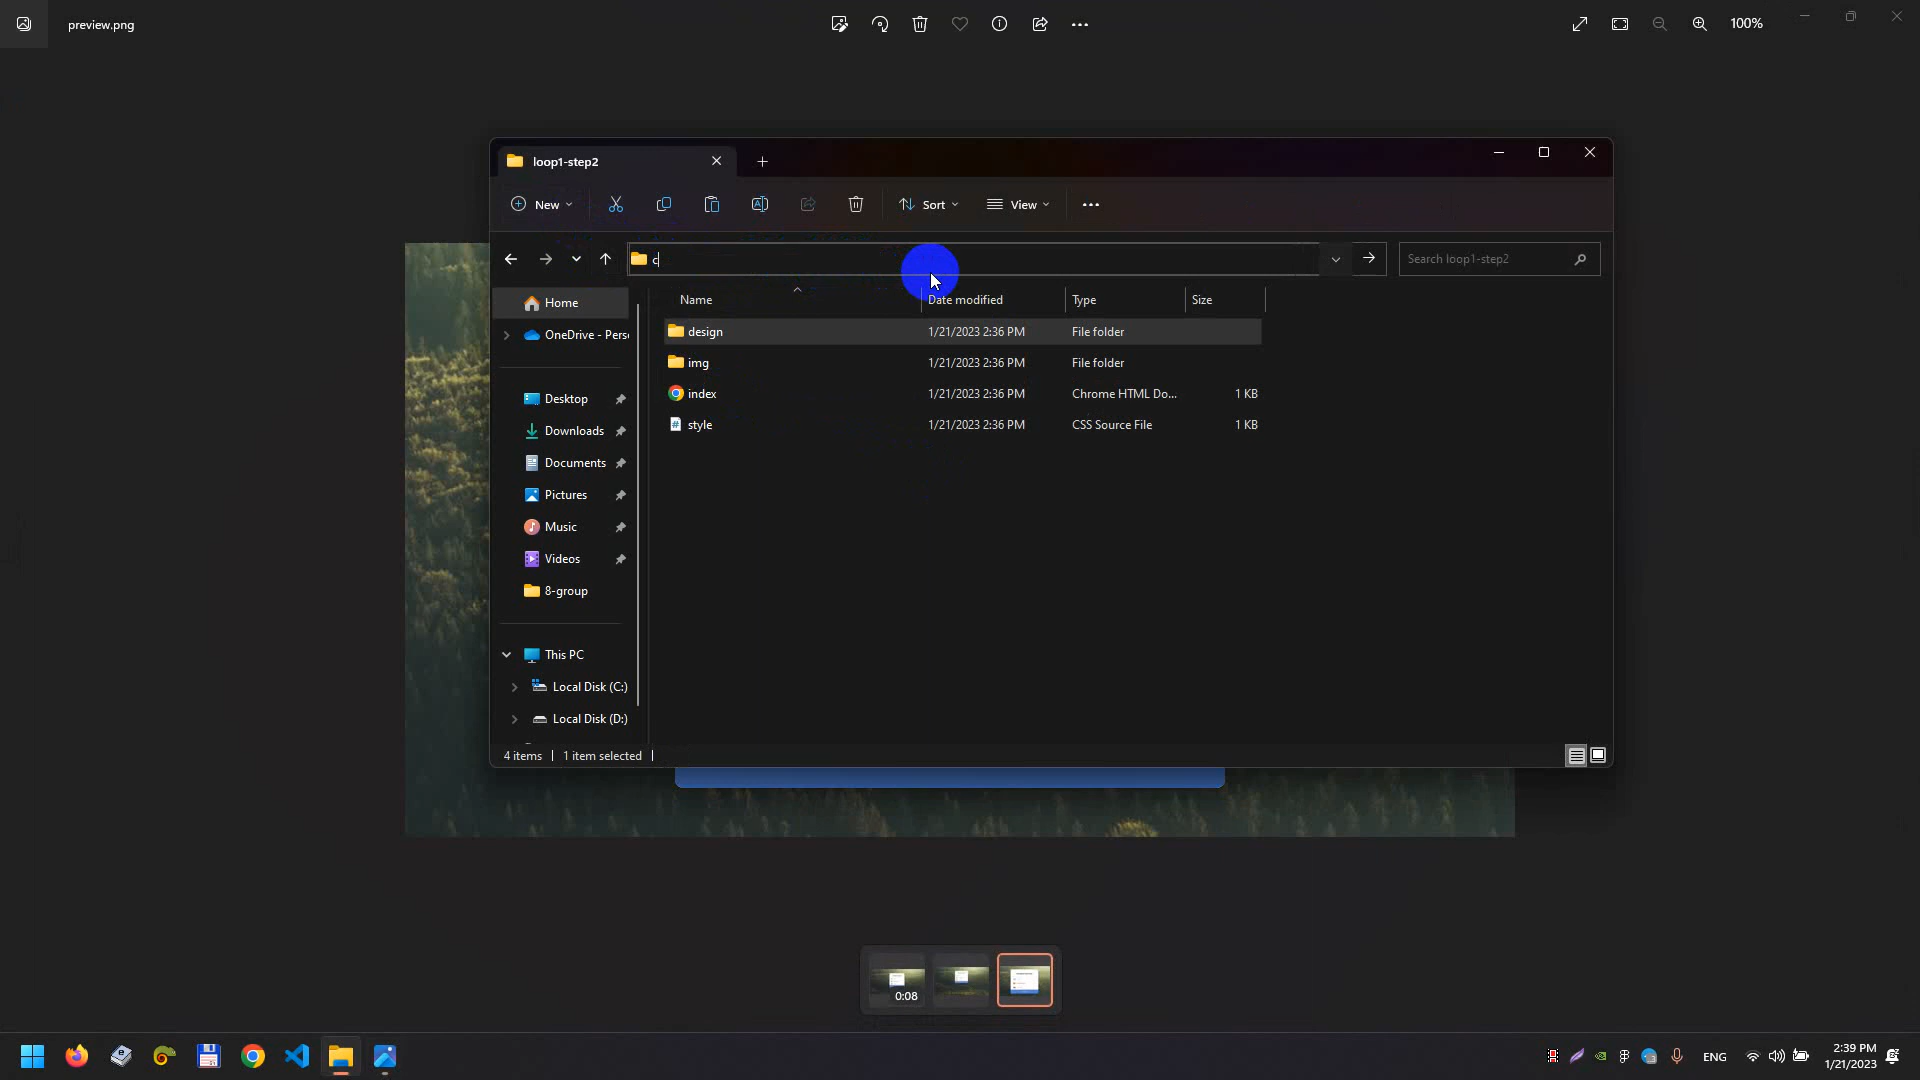 preview.png
100%
loop1-step2
New
Sort
View
c
Search loop1-step2
Name
Date modified
Type
Size
Home
OneDrive - Pers
design 1/21/2023 2:36 PM File folder
img 1/21/2023 2:36 PM File folder
index 1/21/2023 2:36 PM Chrome HTML Do... 1 KB
style 1/21/2023 2:36 PM CSS Source File 1 KB
Desktop
Downloads
Documents
Pictures
Music
Videos
8-group
This PC
Local Disk (C:)
Local Disk (D:)
4 items
1 item selected
0:08
ENG
2:39 PM
1/21/2023